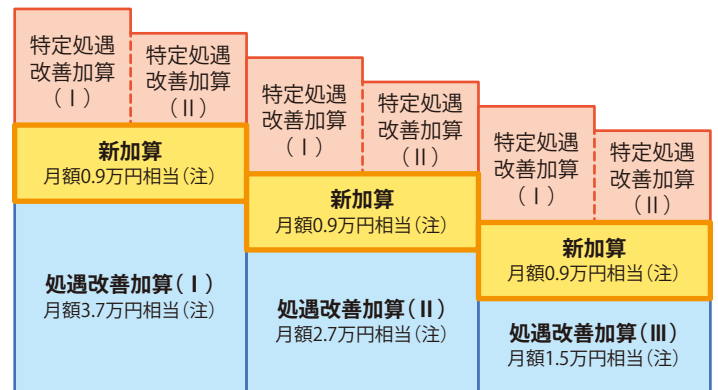 特定処遇
改善加算
（Ⅰ）
特定処遇
改善加算
（Ⅱ）
新加算
月額0.9万円相当（注）
処遇改善加算（Ⅰ）
月額3.7万円相当（注）
特定処遇
改善加算
（Ⅰ）
特定処遇
改善加算
（Ⅱ）
新加算
月額0.9万円相当（注）
処遇改善加算（Ⅱ）
月額2.7万円相当（注）
特定処遇
改善加算
（Ⅰ）
特定処遇
改善加算
（Ⅱ）
新加算
月額0.9万円相当（注）
処遇改善加算（Ⅲ）
月額1.5万円相当（注）